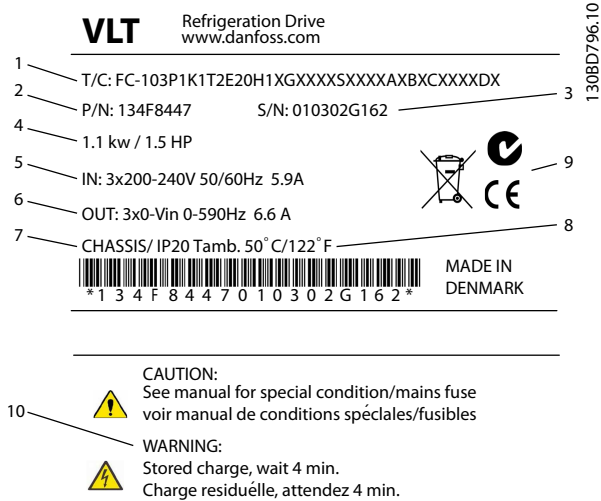 VLT
Refrigeration Drive
www.danfoss.com
130BD796.10
1
T/C: FC-103P1K1T2E20H1XGXXXXSXXXXAXBXCXXXXDX
2
P/N: 134F8447 S/N: 010302G162
3
4
1.1 kw / 1.5 HP
5
IN: 3x200-240V 50/60Hz 5.9A
9
CE
6
OUT: 3x0-Vin 0-590Hz 6.6 A
7
CHASSIS/ IP20 Tamb. 50˚C/122˚F
8
*134F8447010302G162*
MADE IN
DENMARK
CAUTION:
See manual for special condition/mains fuse
voir manual de conditions spéclales/fusibles
10
WARNING:
Stored charge, wait 4 min.
Charge residuélle, attendez 4 min.